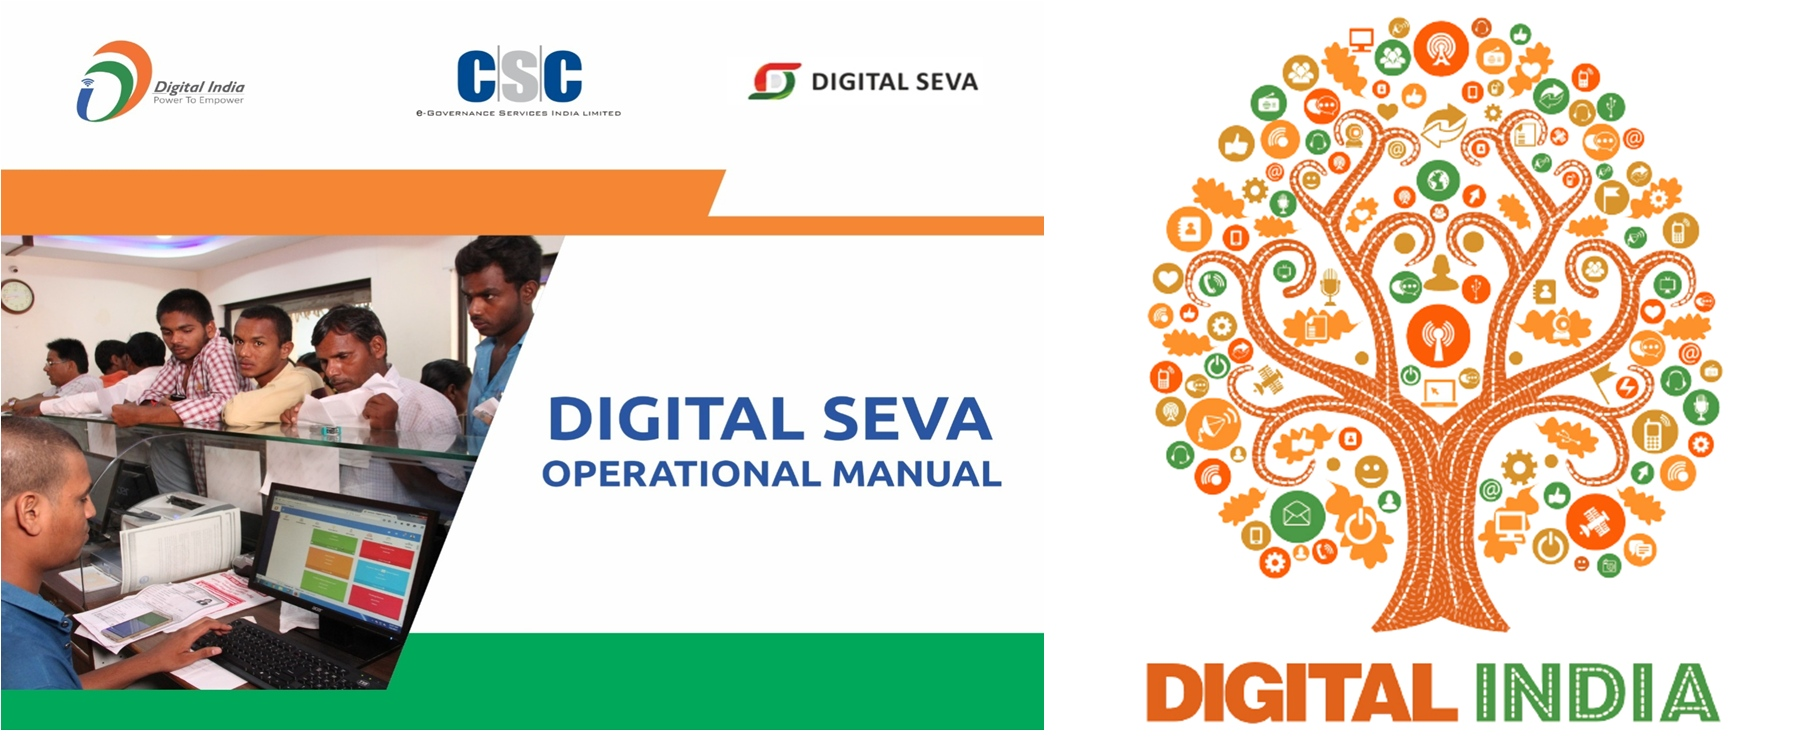 Digital India
Power To Empower
CSC
e-Governance Services India Limited
DIGITAL SEVA
DIGITAL SEVA
OPERATIONAL MANUAL
DIGITAL INDIA